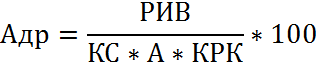 Адр = РИВ / (КС * А * КРК) * 100